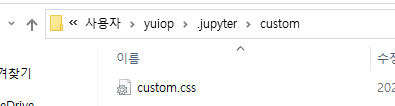 « 사용자 > yuiop > .jupyter > custom
이름 수정
겨찾기
custom.css 202
eDrive